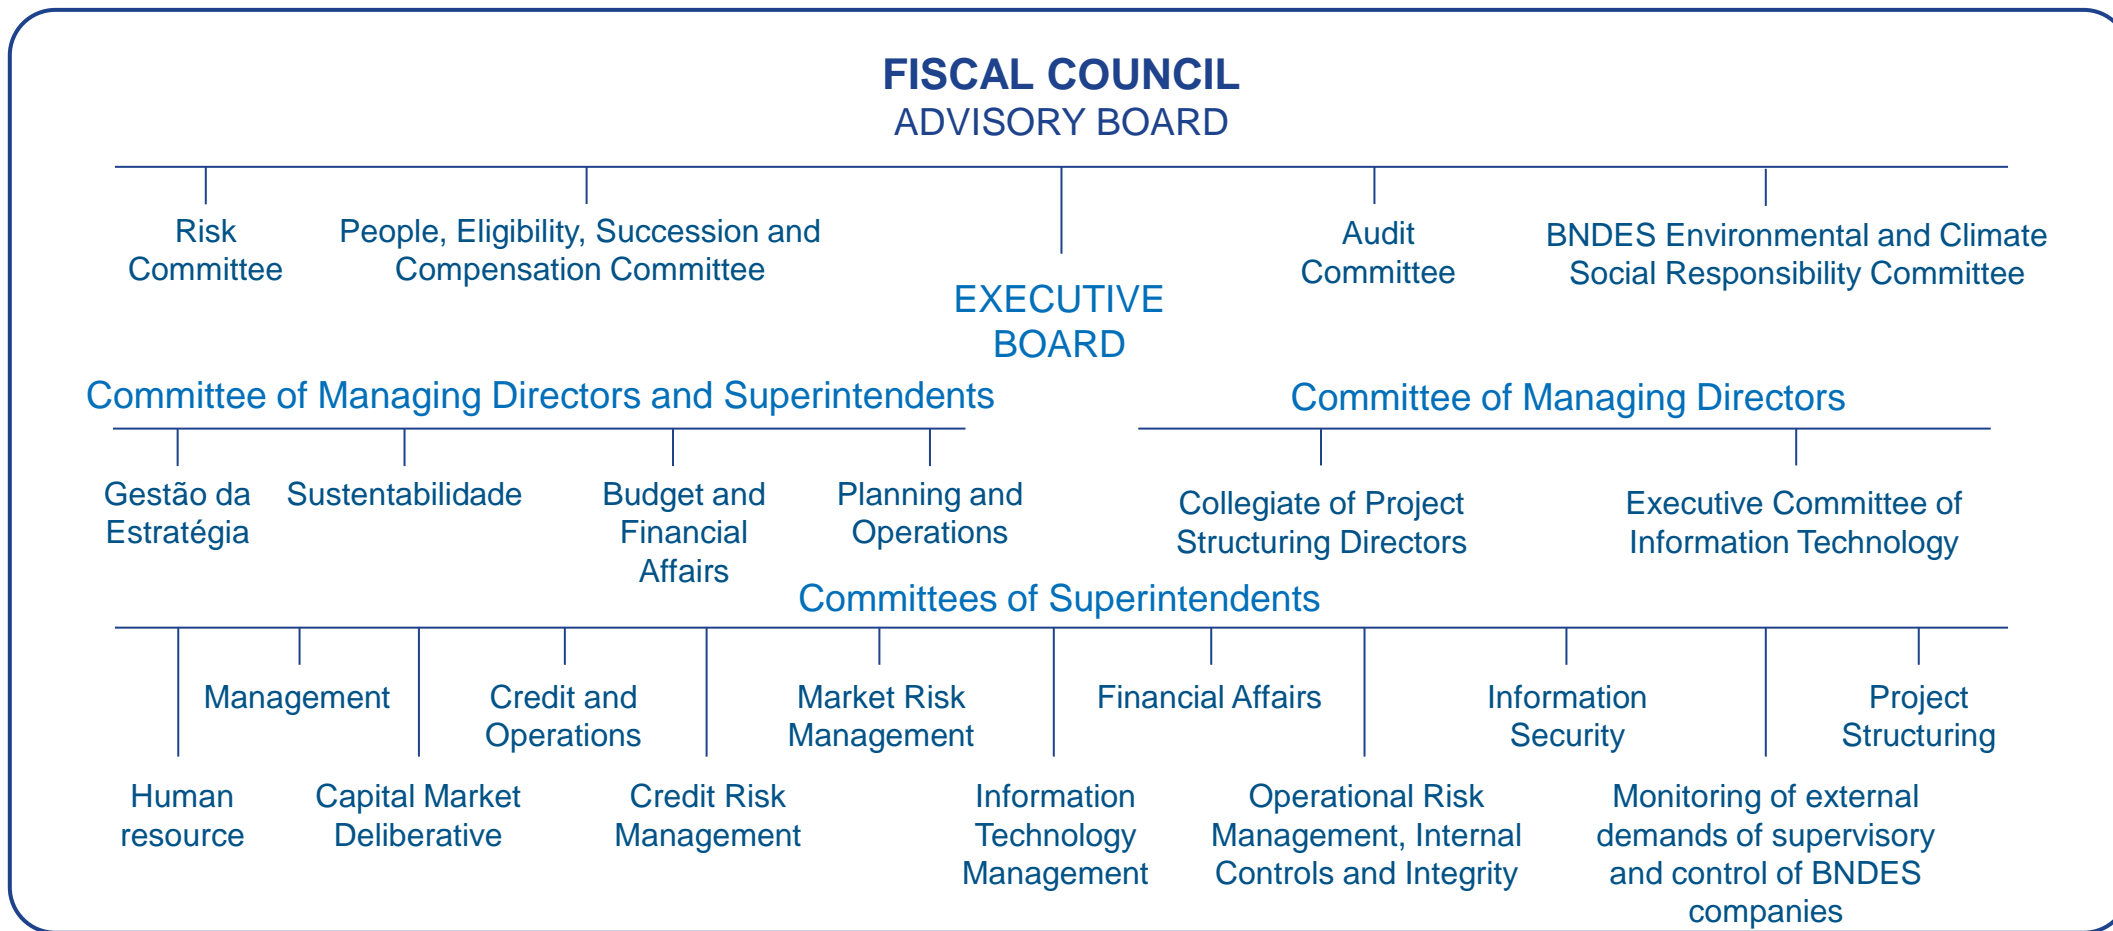 FISCAL COUNCIL
ADVISORY BOARD
Risk
Committee
People, Eligibility, Succession and
Compensation Committee
EXECUTIVE
BOARD
Audit
Committee
BNDES Environmental and Climate
Social Responsibility Committee
Committee of Managing Directors and Superintendents
Gestão da
Estratégia
Sustentabilidade
Budget and
Financial
Affairs
Planning and
Operations
Committee of Managing Directors
Collegiate of Project
Structuring Directors
Executive Committee of
Information Technology
Committees of Superintendents
Management
Credit and
Operations
Market Risk
Management
Financial Affairs
Information
Security
Project
Structuring
Human
resource
Capital Market
Deliberative
Credit Risk
Management
Information
Technology
Management
Operational Risk
Management, Internal
Controls and Integrity
Monitoring of external
demands of supervisory
and control of BNDES
companies